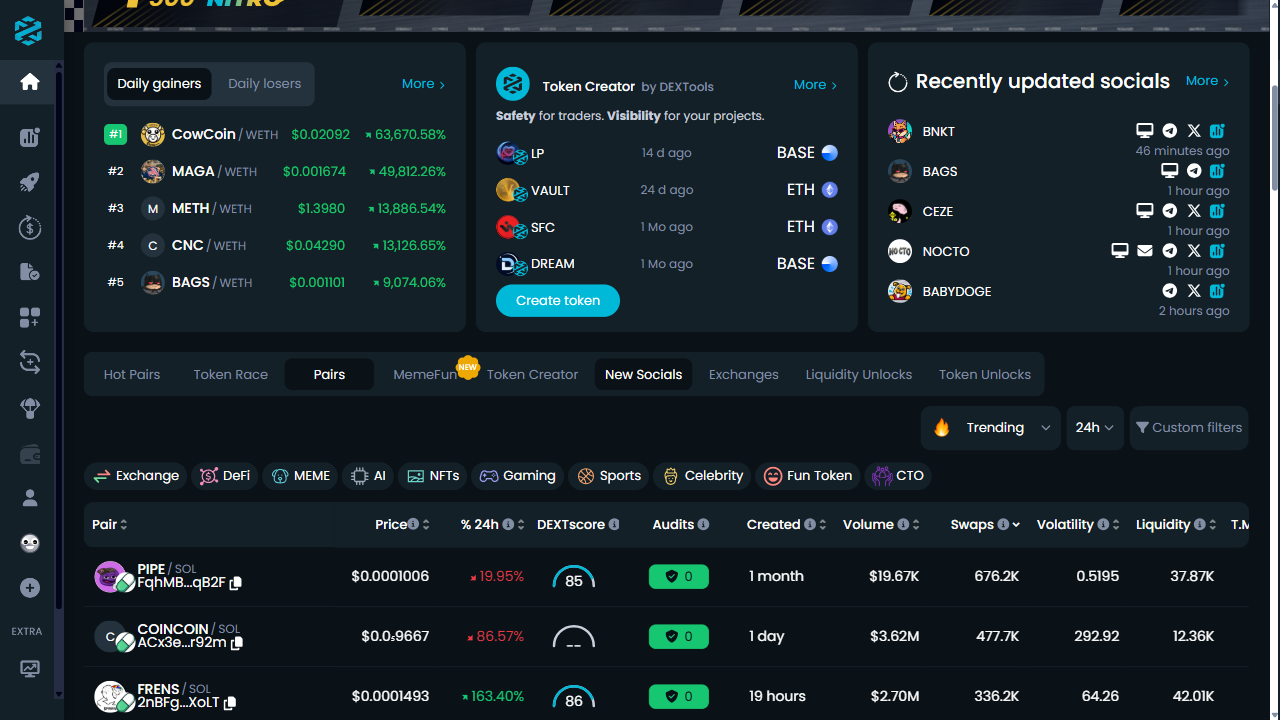 500 NITRO
Daily gainers Daily losers More
#1 CowCoin / WETH $0.02092 63,670.58%
#2 MAGA / WETH $0.001674 49,812.26%
#3 M METH / WETH $1.3980 13,886.54%
#4 C CNC / WETH $0.04290 13,126.65%
#5 BAGS / WETH $0.001101 9,074.06%
Token Creator by DEXTools More
Safety for traders. Visibility for your projects.
LP 14 d ago BASE
VAULT 24 d ago ETH
SFC 1 Mo ago ETH
DREAM 1 Mo ago BASE
Create token
Recently updated socials More
BNKT
46 minutes ago
BAGS
1 hour ago
CEZE
1 hour ago
NO CTO NOCTO
1 hour ago
BABYDOGE
2 hours ago
Hot Pairs Token Race Pairs MemeFun NEW Token Creator New Socials Exchanges Liquidity Unlocks Token Unlocks
Trending 24h Custom filters
Exchange DeFi MEME AI NFTs Gaming Sports Celebrity Fun Token CTO
Pair Price % 24h DEXTscore Audits Created Volume Swaps Volatility Liquidity T.M
PIPE / SOL
FqhMB...qB2F
$0.0001006 19.95% 85 0 1 month $19.67K 676.2K 0.5195 37.87K
C COINCOIN / SOL
ACx3e...r92m
$0.0₅9667 86.57% -- 0 1 day $3.62M 477.7K 292.92 12.36K
FRENS / SOL
2nBFg...XoLT
$0.0001493 163.40% 86 0 19 hours $2.70M 336.2K 64.26 42.01K
EXTRA